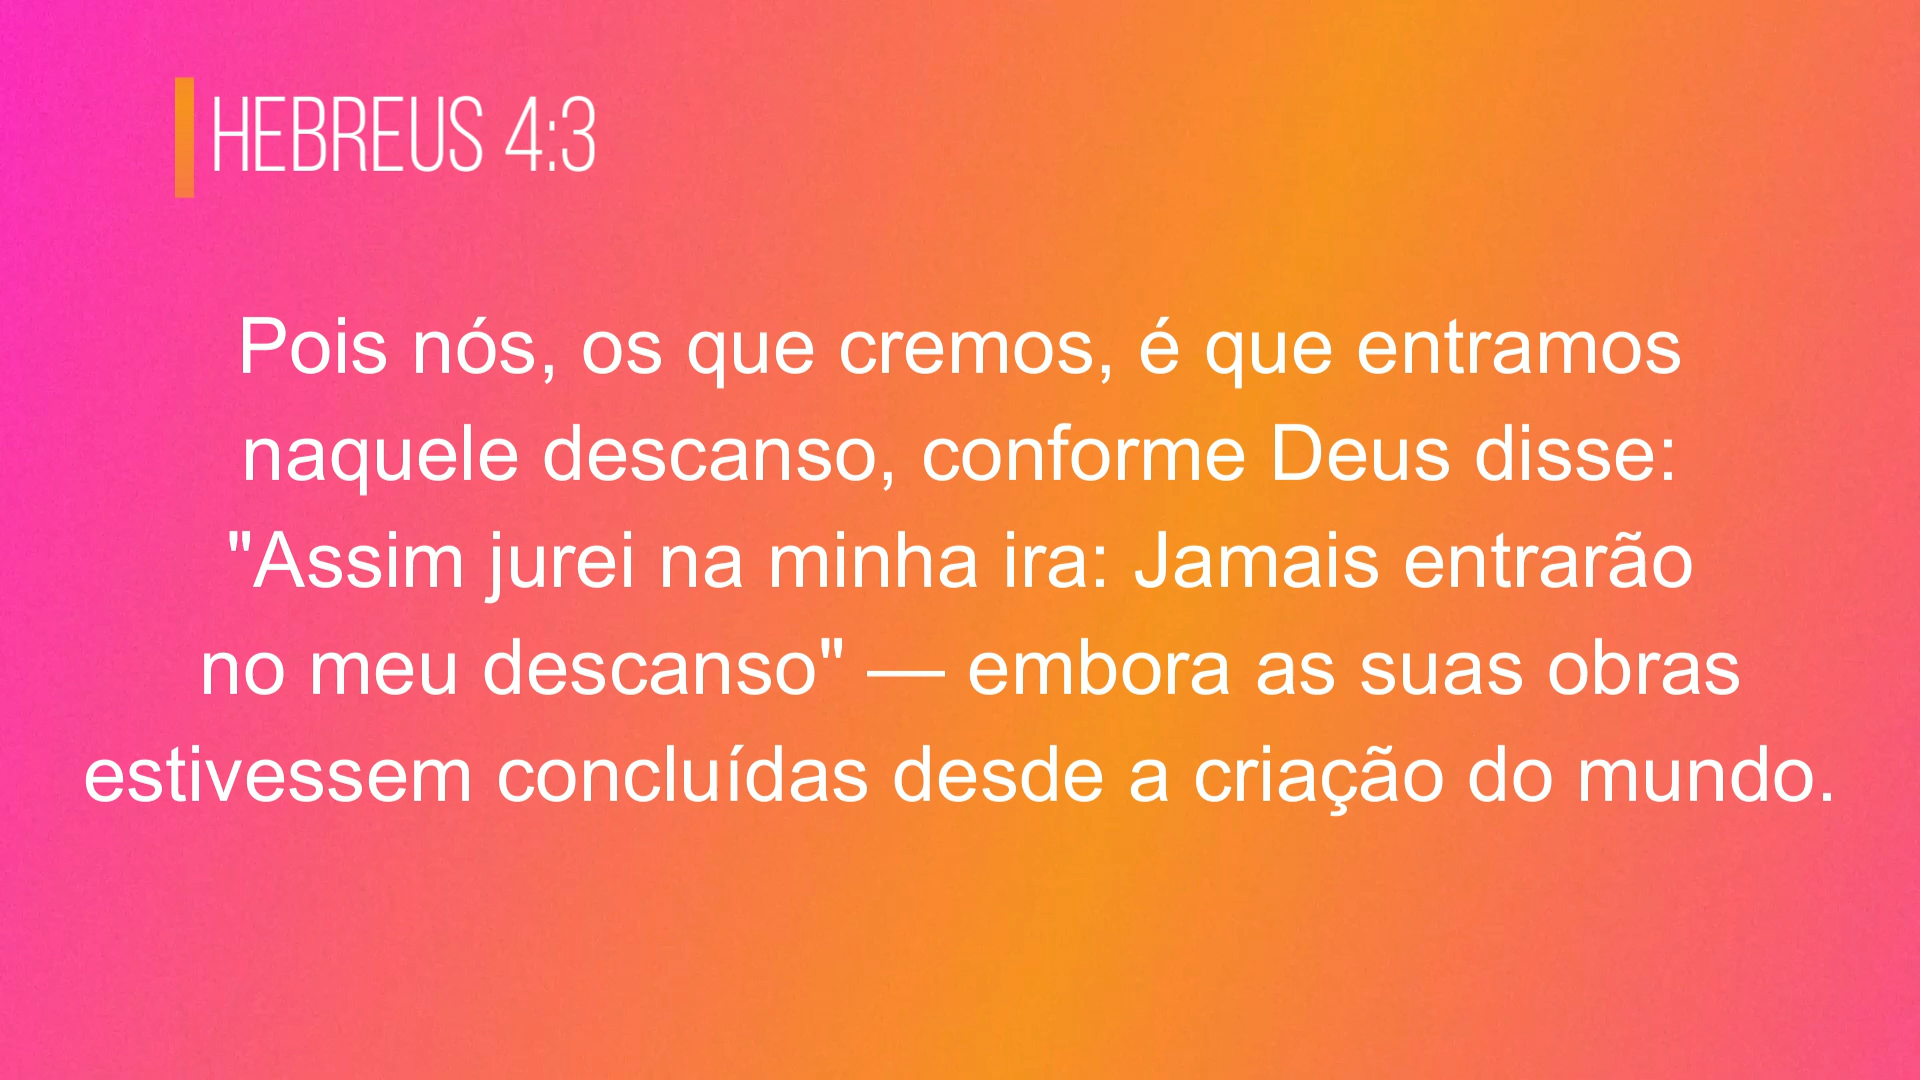 HEBREUS 4:3
Pois nós, os que cremos, é que entramos
naquele descanso, conforme Deus disse:
"Assim jurei na minha ira: Jamais entrarão
no meu descanso" — embora as suas obras
estivessem concluídas desde a criação do mundo.